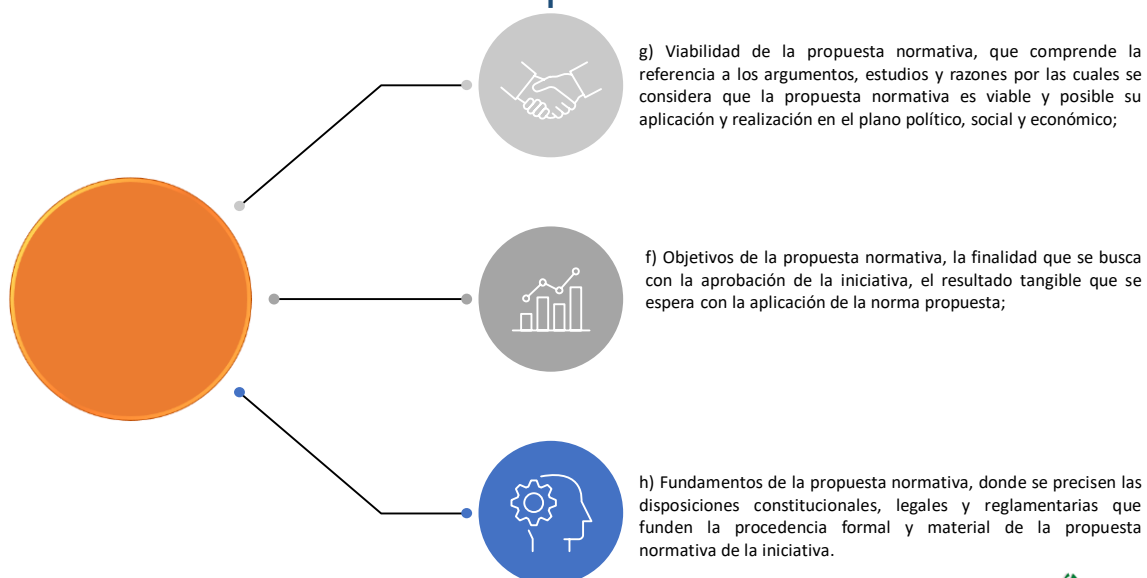 g) Viabilidad de la propuesta normativa, que comprende la
referencia a los argumentos, estudios y razones por las cuales se
considera que la propuesta normativa es viable y posible su
aplicación y realización en el plano político, social y económico;
f) Objetivos de la propuesta normativa, la finalidad que se busca
con la aprobación de la iniciativa, el resultado tangible que se
espera con la aplicación de la norma propuesta;
h) Fundamentos de la propuesta normativa, donde se precisen las
disposiciones constitucionales, legales y reglamentarias que
funden la procedencia formal y material de la propuesta
normativa de la iniciativa.